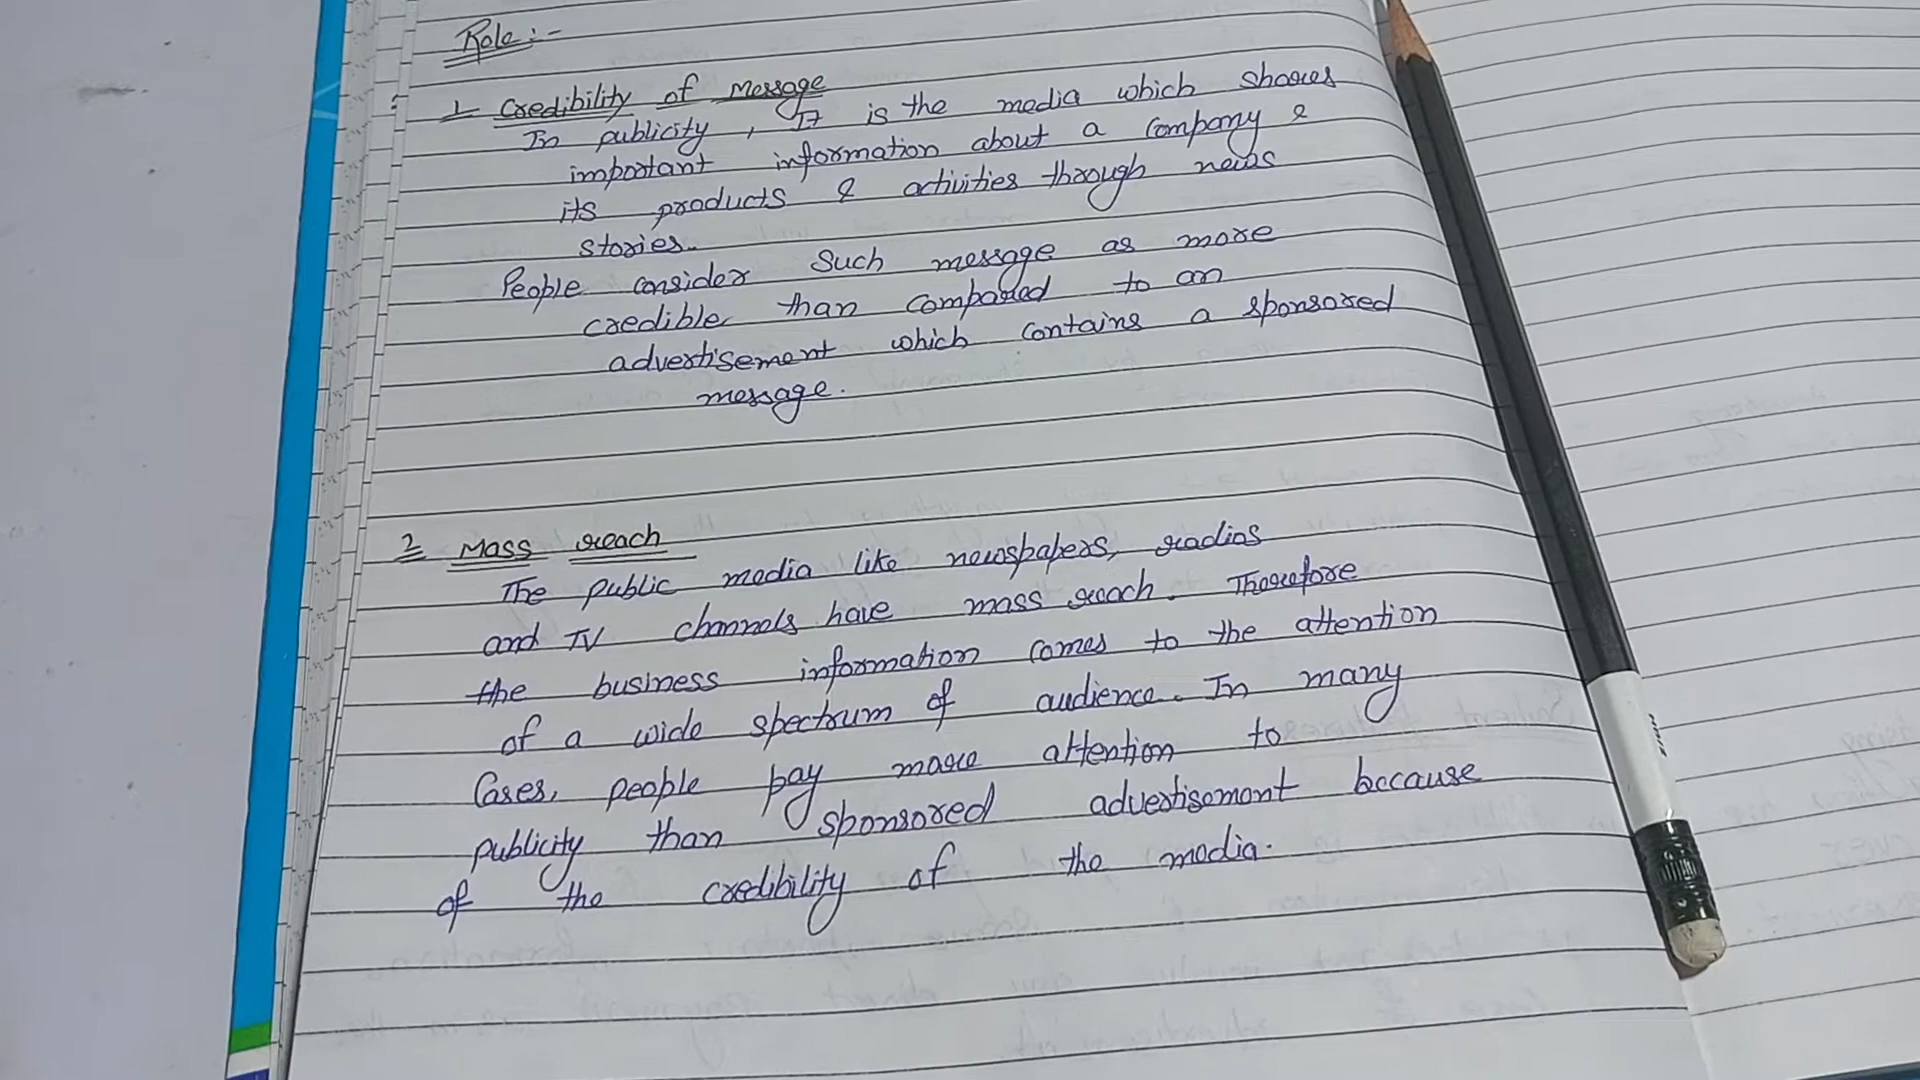 Role :-
1 Credibility of Message
In publicity, It is the media which shares
important information about a Company &
its products & activities through news
stories.
People consider such message as more
credible than compared to an
advertisement which contains a sponsored
message.
2 Mass reach
The public media like newspapers, radios
and TV channels have mass reach. Therefore
the business information comes to the attention
of a wide spectrum of audience. In many
Cases, people pay more attention to
publicity than sponsored advertisement because
of the credibility of the media.